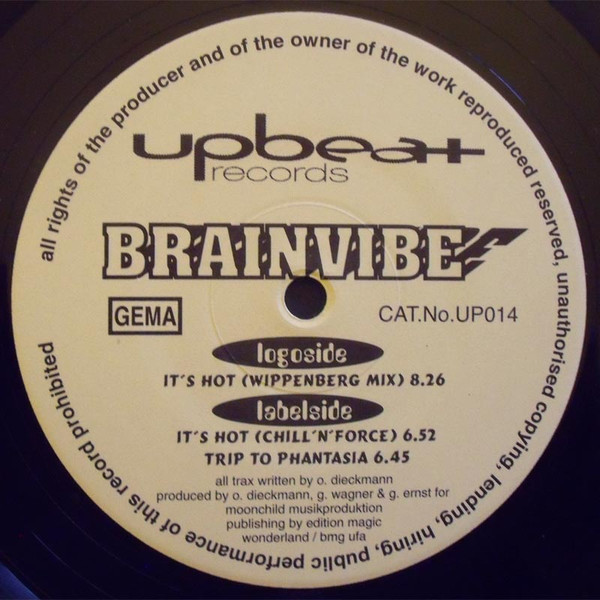 all rights of the producer and of the owner of the work reproduced reserved, unauthorised copying, lending, hiring, public performance of this record prohibited
upbeat
records
BRAINVIBE
GEMA
CAT.No.UP014
logoside
IT'S HOT (WIPPENBERG MIX) 8.26
labelside
IT'S HOT (CHILL'N'FORCE) 6.52
TRIP TO PHANTASIA 6.45
all trax written by o. dieckmann
produced by o. dieckmann, g. wagner & g. ernst for
moonchild musikproduktion
publishing by edition magic
wonderland / bmg ufa